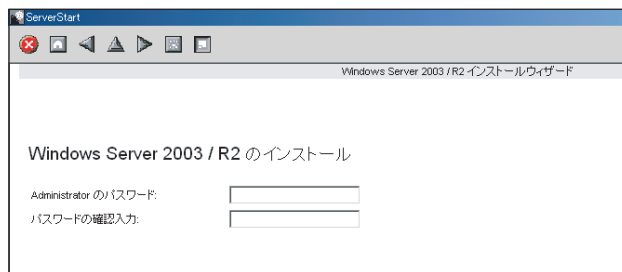 ServerStart
Windows Server 2003 / R2 インストールウィザード
Windows Server 2003 / R2 のインストール
Administrator のパスワード:
パスワードの確認入力: